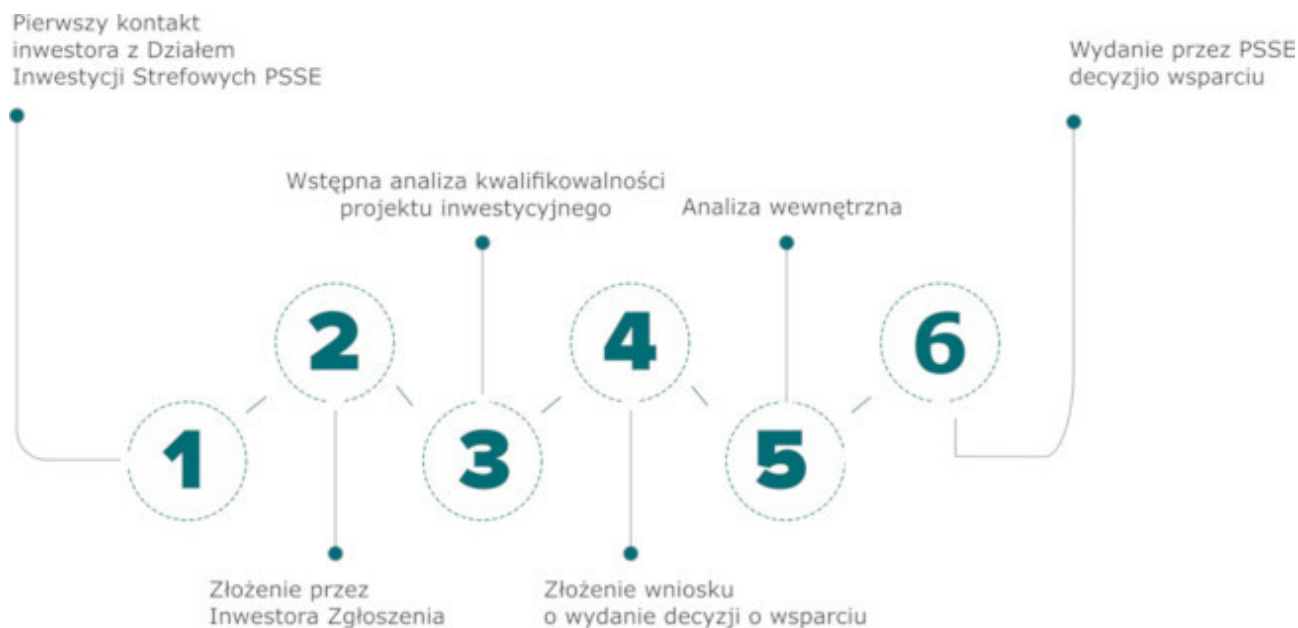 Pierwszy kontakt
inwestora z Działem
Inwestycji Strefowych PSSE
Wydanie przez PSSE
decyzjio wsparciu
Wstępna analiza kwalifikowalności
projektu inwestycyjnego
Analiza wewnętrzna
1
2
3
4
5
6
Złożenie przez
Inwestora Zgłoszenia
Złożenie wniosku
o wydanie decyzji o wsparciu